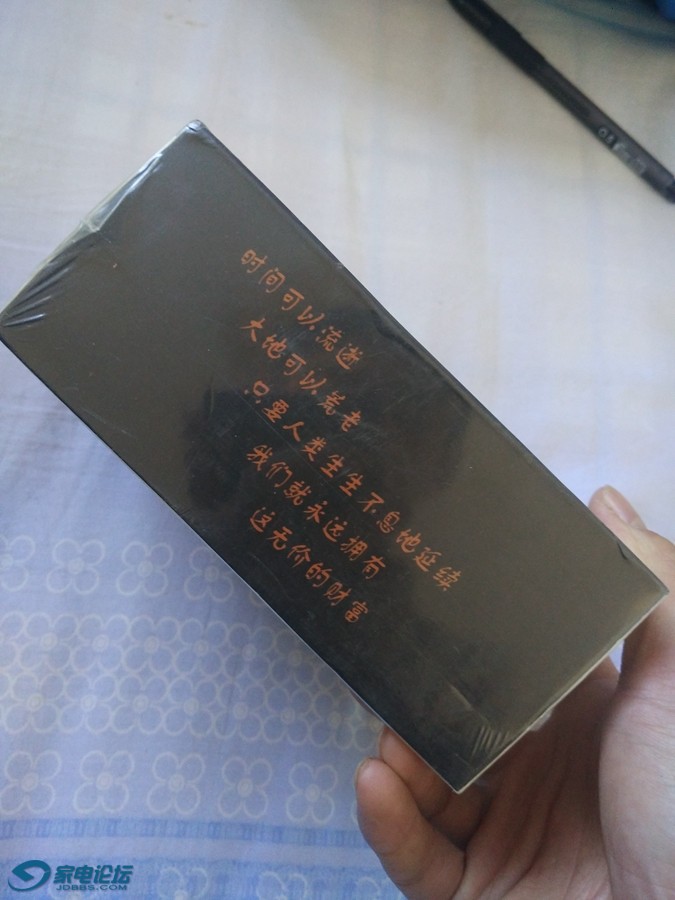 时间可以流逝
大地可以荒老
只要人类生生不息地延续
我们就永远拥有
这无价的财富
家电论坛
JDBBS.COM